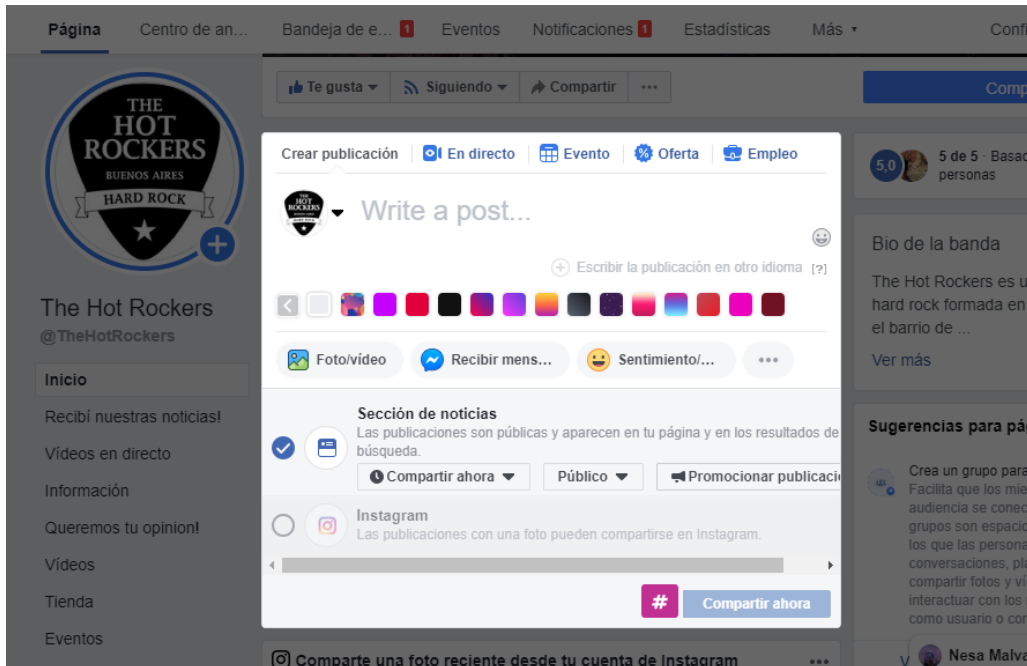 Página Centro de an... Bandeja de e... 1 Eventos Notificaciones 1 Estadísticas Más Confi
Te gusta Siguiendo Compartir ... Comp
THE
HOT
ROCKERS
BUENOS AIRES
HARD ROCK
The Hot Rockers
@TheHotRockers
Inicio
Recibí nuestras noticias!
Vídeos en directo
Información
Queremos tu opinion!
Vídeos
Tienda
Eventos
Crear publicación En directo Evento Oferta Empleo
THE
HOT
ROCKERS
Write a post...
Escribir la publicación en otro idioma [?]
Foto/vídeo Recibir mens... Sentimiento/... ...
Sección de noticias
Las publicaciones son públicas y aparecen en tu página y en los resultados de
búsqueda.
Compartir ahora Público Promocionar publicaci
Instagram
Las publicaciones con una foto pueden compartirse en Instagram.
# Compartir ahora
Comparte una foto reciente desde tu cuenta de Instagram ...
5,0 5 de 5 · Basad
personas
Bio de la banda
The Hot Rockers es u
hard rock formada en
el barrio de ...
Ver más
Sugerencias para pá
Crea un grupo para
Facilita que los mie
audiencia se conec
grupos son espacio
los que las persona
conversaciones, pla
compartir fotos y ví
interactuar con los
como usuario o con
V
Nesa Malva